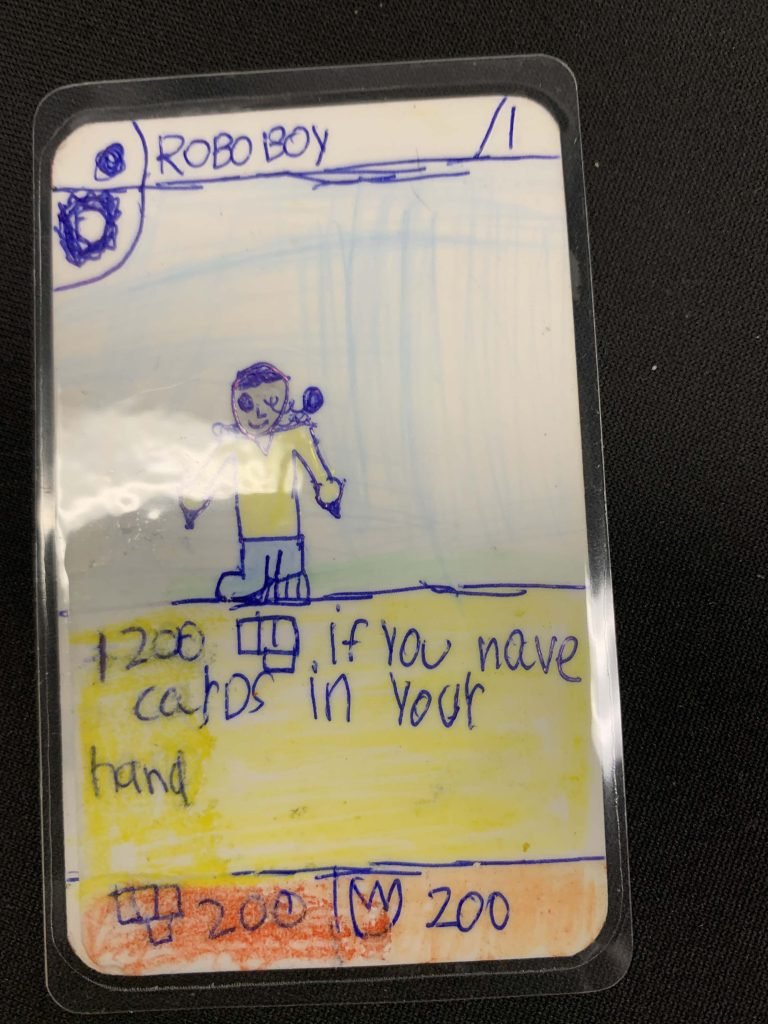 ROBO BOY /1
+200 if you have
cards in your
hand
200 200